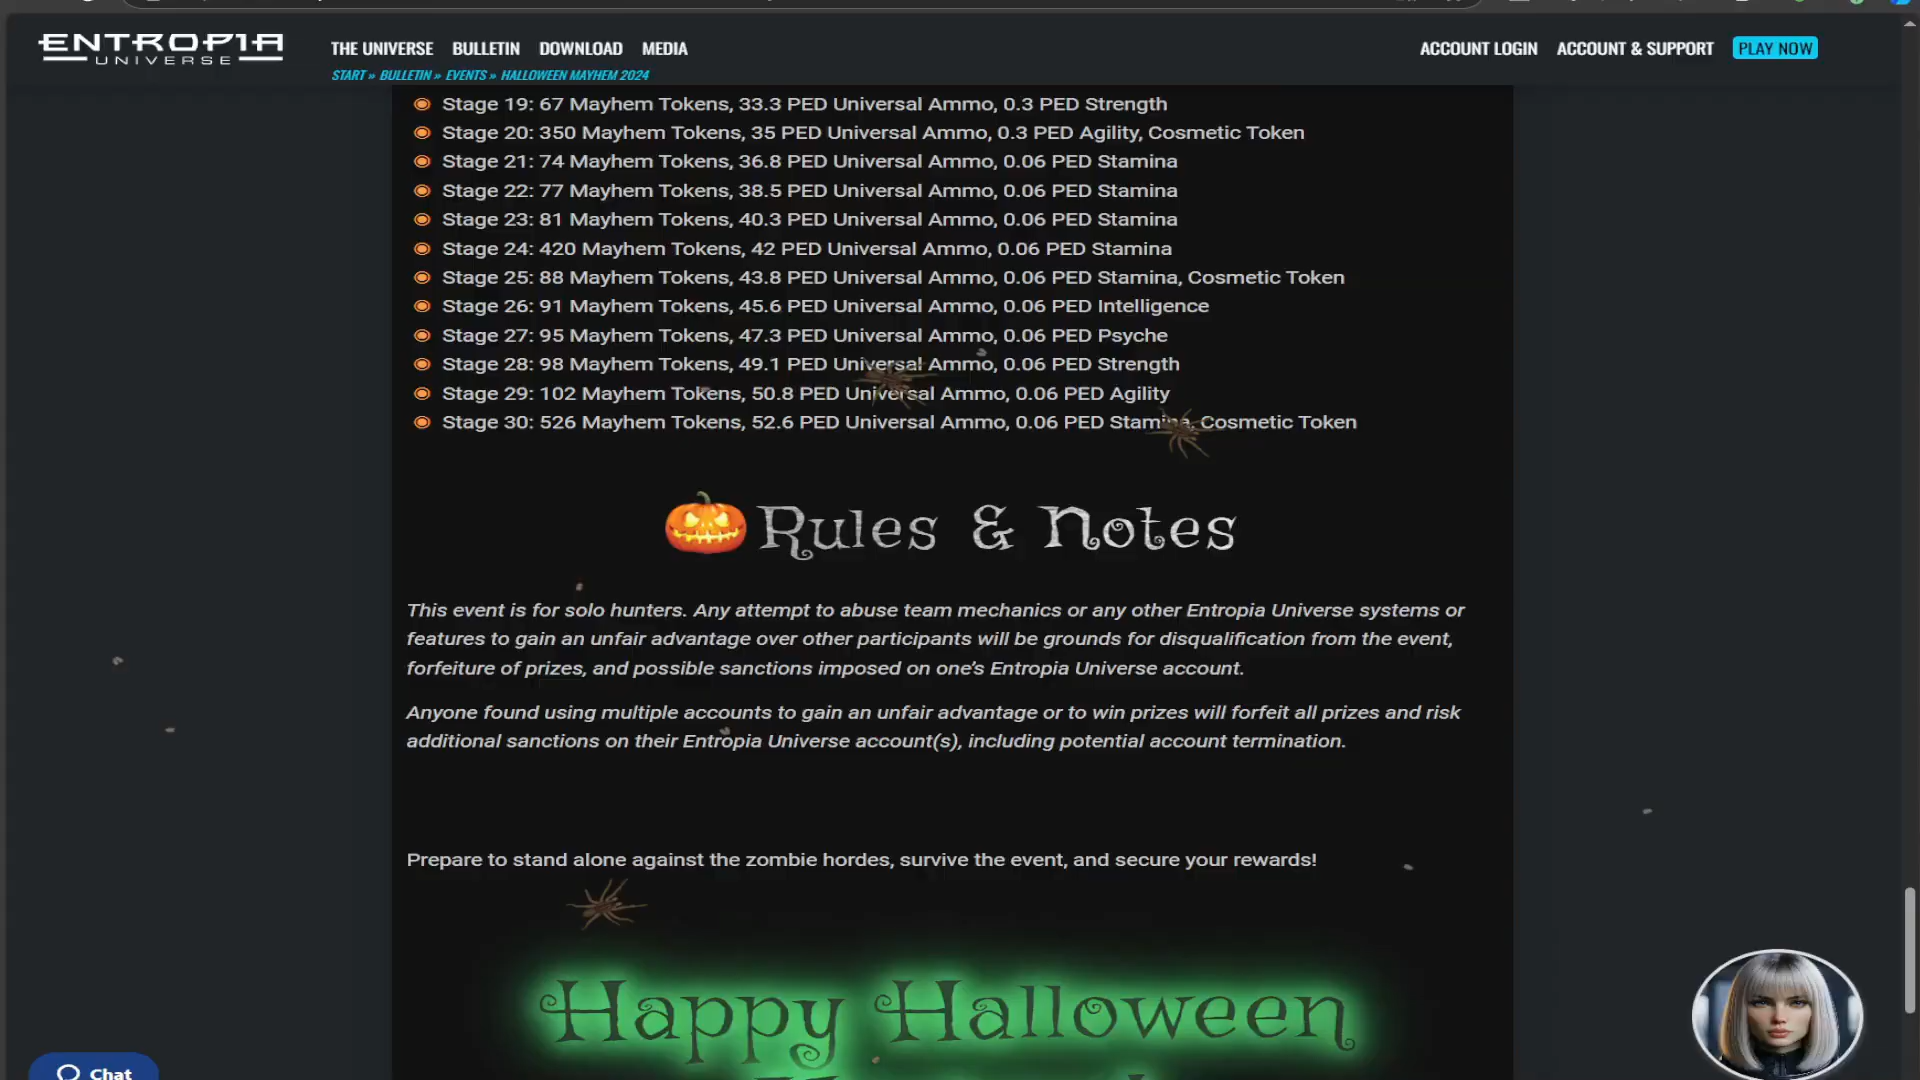 ENTROPIA
UNIVERSE
THE UNIVERSE BULLETIN DOWNLOAD MEDIA
ACCOUNT LOGIN ACCOUNT & SUPPORT PLAY NOW
START » BULLETIN » EVENTS » HALLOWEEN MAYHEM 2024
Stage 19: 67 Mayhem Tokens, 33.3 PED Universal Ammo, 0.3 PED Strength
Stage 20: 350 Mayhem Tokens, 35 PED Universal Ammo, 0.3 PED Agility, Cosmetic Token
Stage 21: 74 Mayhem Tokens, 36.8 PED Universal Ammo, 0.06 PED Stamina
Stage 22: 77 Mayhem Tokens, 38.5 PED Universal Ammo, 0.06 PED Stamina
Stage 23: 81 Mayhem Tokens, 40.3 PED Universal Ammo, 0.06 PED Stamina
Stage 24: 420 Mayhem Tokens, 42 PED Universal Ammo, 0.06 PED Stamina
Stage 25: 88 Mayhem Tokens, 43.8 PED Universal Ammo, 0.06 PED Stamina, Cosmetic Token
Stage 26: 91 Mayhem Tokens, 45.6 PED Universal Ammo, 0.06 PED Intelligence
Stage 27: 95 Mayhem Tokens, 47.3 PED Universal Ammo, 0.06 PED Psyche
Stage 28: 98 Mayhem Tokens, 49.1 PED Universal Ammo, 0.06 PED Strength
Stage 29: 102 Mayhem Tokens, 50.8 PED Universal Ammo, 0.06 PED Agility
Stage 30: 526 Mayhem Tokens, 52.6 PED Universal Ammo, 0.06 PED Stamina, Cosmetic Token
Rules & Notes
This event is for solo hunters. Any attempt to abuse team mechanics or any other Entropia Universe systems or
features to gain an unfair advantage over other participants will be grounds for disqualification from the event,
forfeiture of prizes, and possible sanctions imposed on one’s Entropia Universe account.
Anyone found using multiple accounts to gain an unfair advantage or to win prizes will forfeit all prizes and risk
additional sanctions on their Entropia Universe account(s), including potential account termination.
Prepare to stand alone against the zombie hordes, survive the event, and secure your rewards!
Happy Halloween
Chat